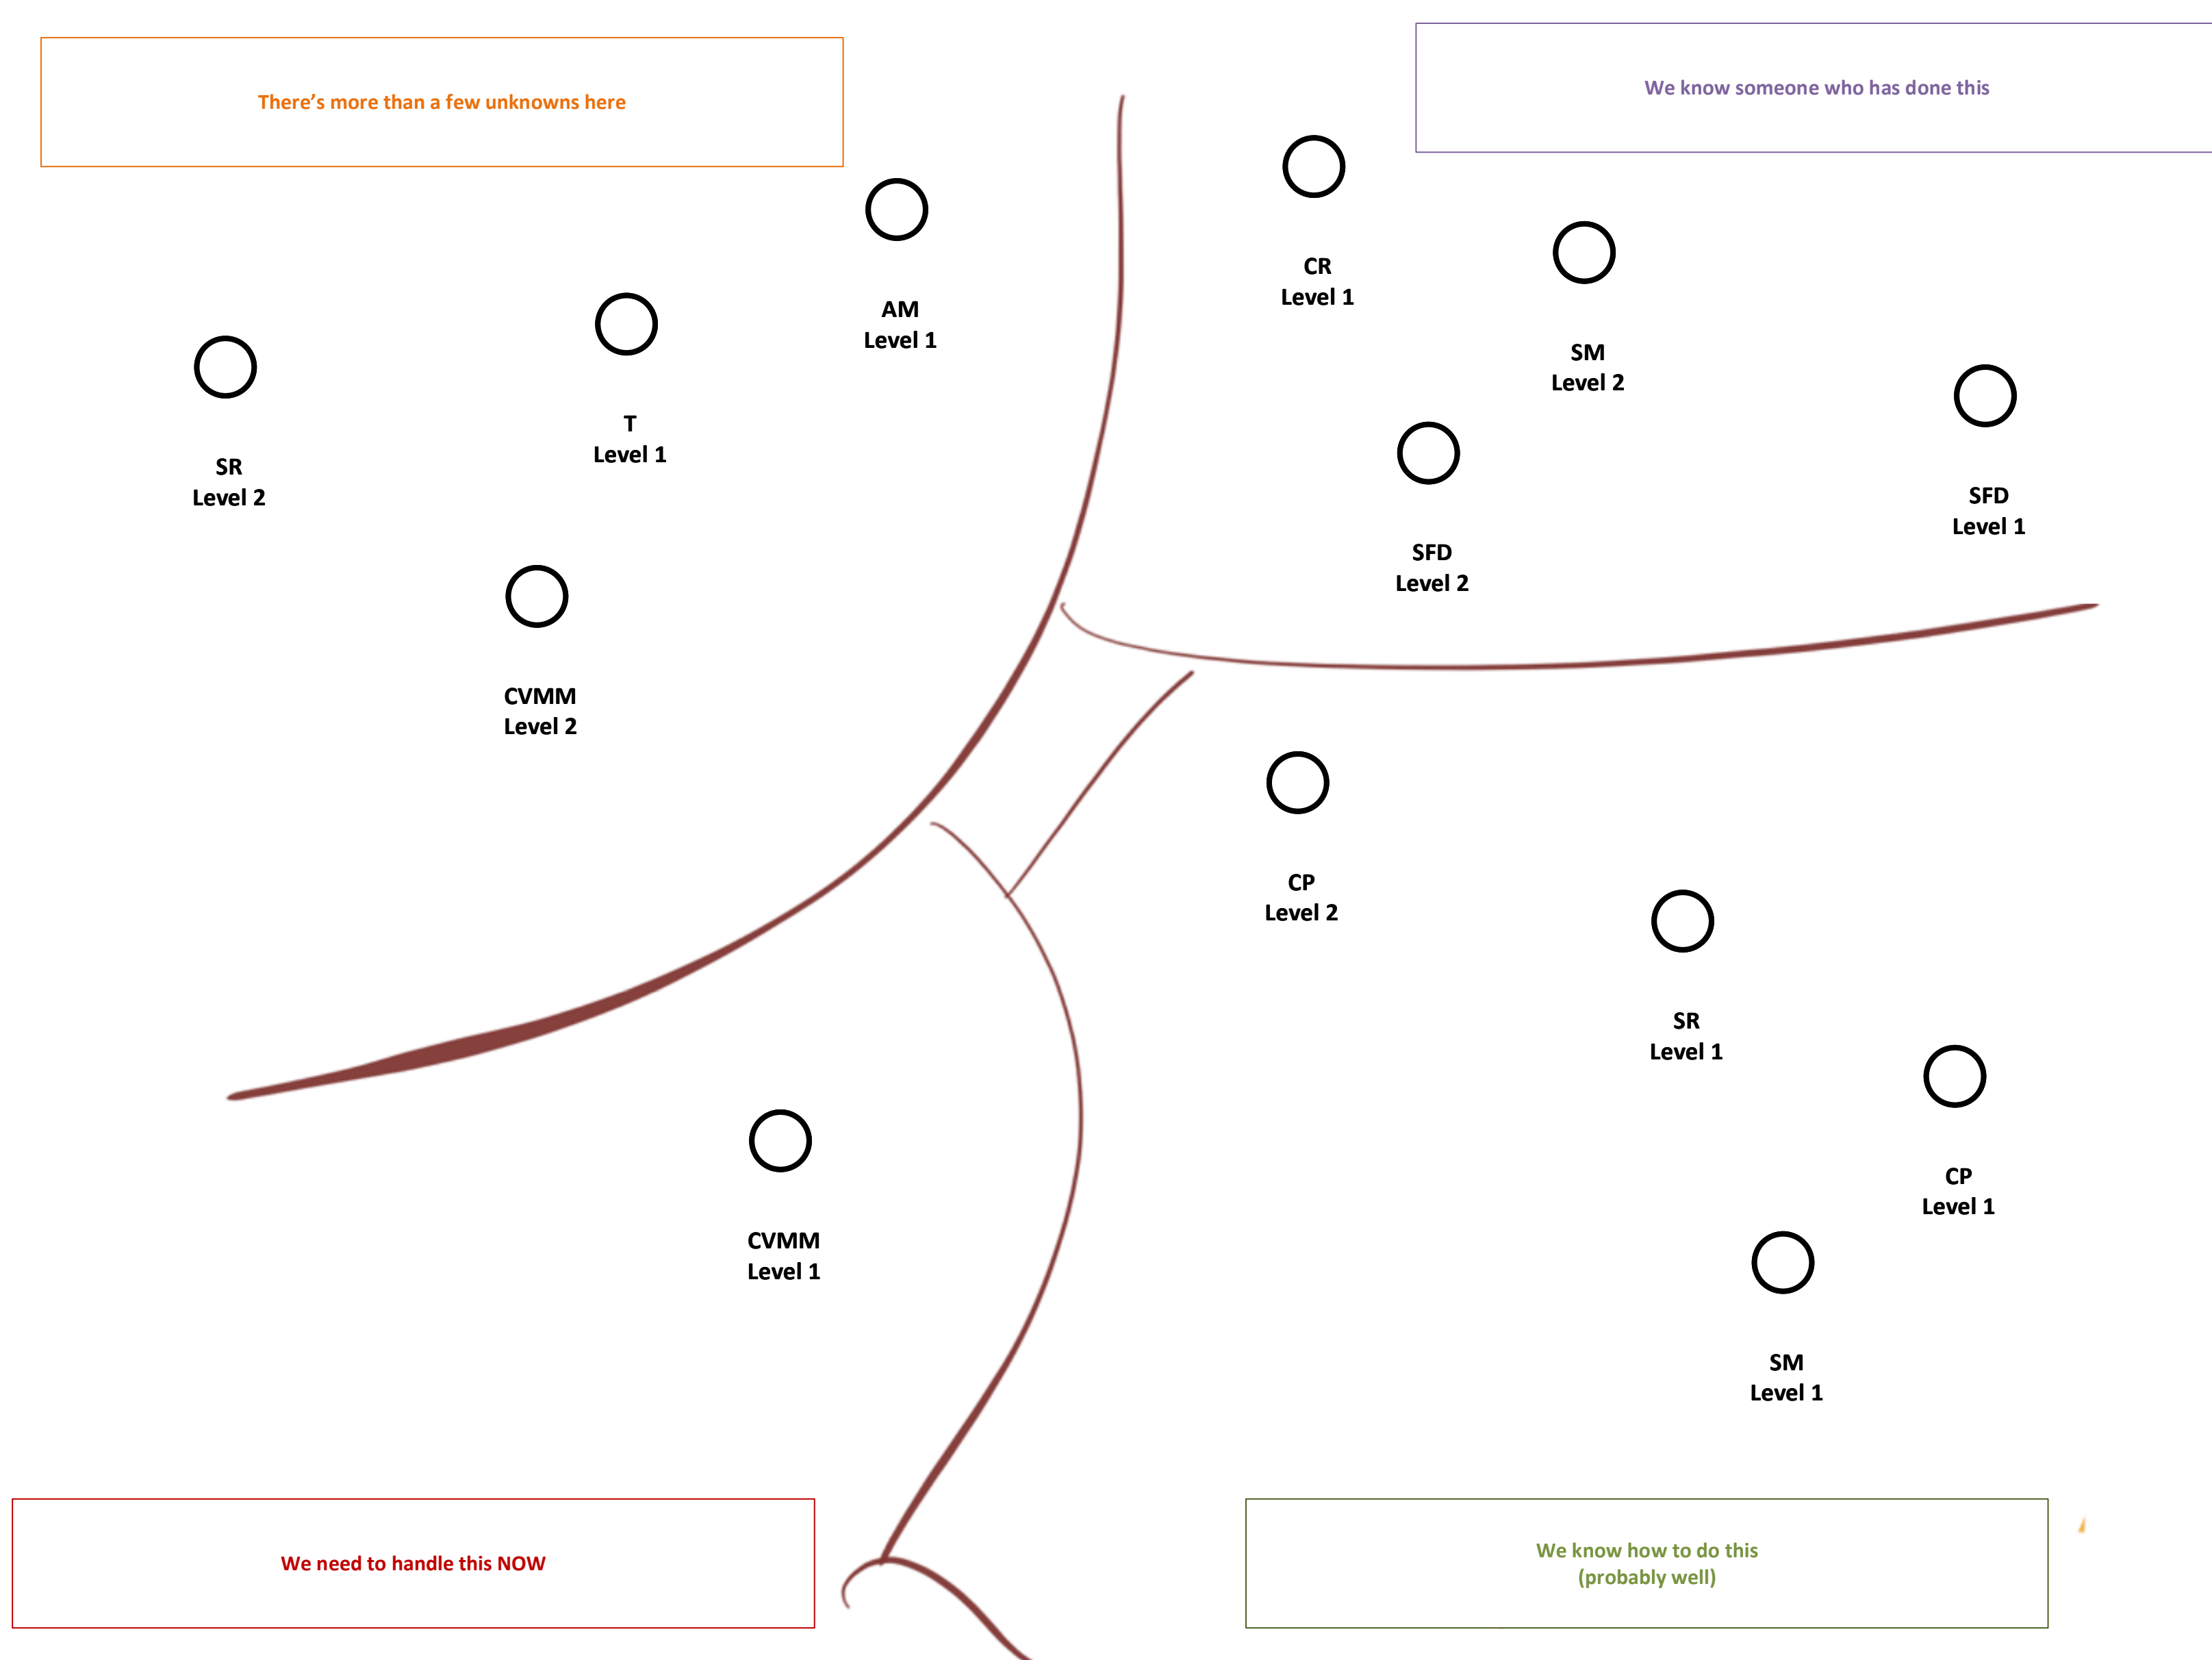 There’s more than a few unknowns here
We know someone who has done this
CR
Level 1
AM
Level 1
SM
Level 2
T
Level 1
SR
Level 2
SFD
Level 1
SFD
Level 2
CVMM
Level 2
CP
Level 2
SR
Level 1
CP
Level 1
CVMM
Level 1
SM
Level 1
We need to handle this NOW
We know how to do this
(probably well)